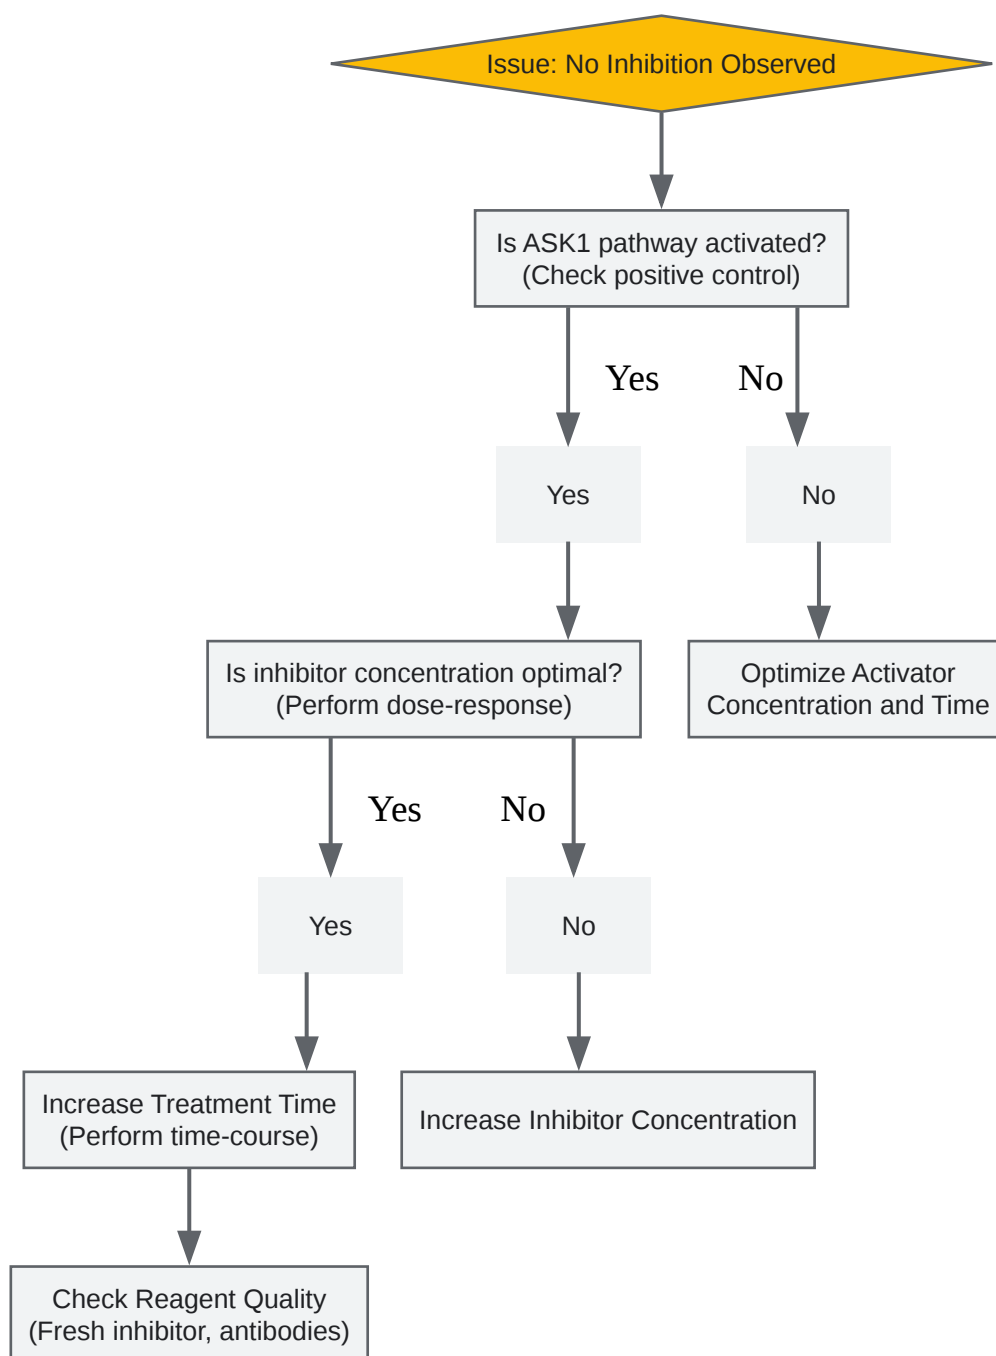 Issue: No Inhibition Observed
Is ASK1 pathway activated?
(Check positive control)
Yes
No
Yes
No
Is inhibitor concentration optimal?
(Perform dose-response)
Optimize Activator
Concentration and Time
Yes
No
Yes
No
Increase Treatment Time
(Perform time-course)
Increase Inhibitor Concentration
Check Reagent Quality
(Fresh inhibitor, antibodies)